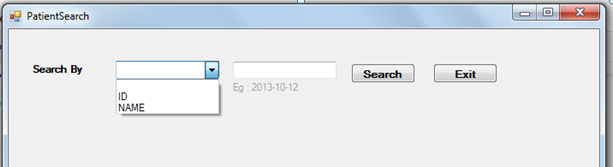 PatientSearch
Search By
Search
Exit
Eg : 2013-10-12
ID
NAME